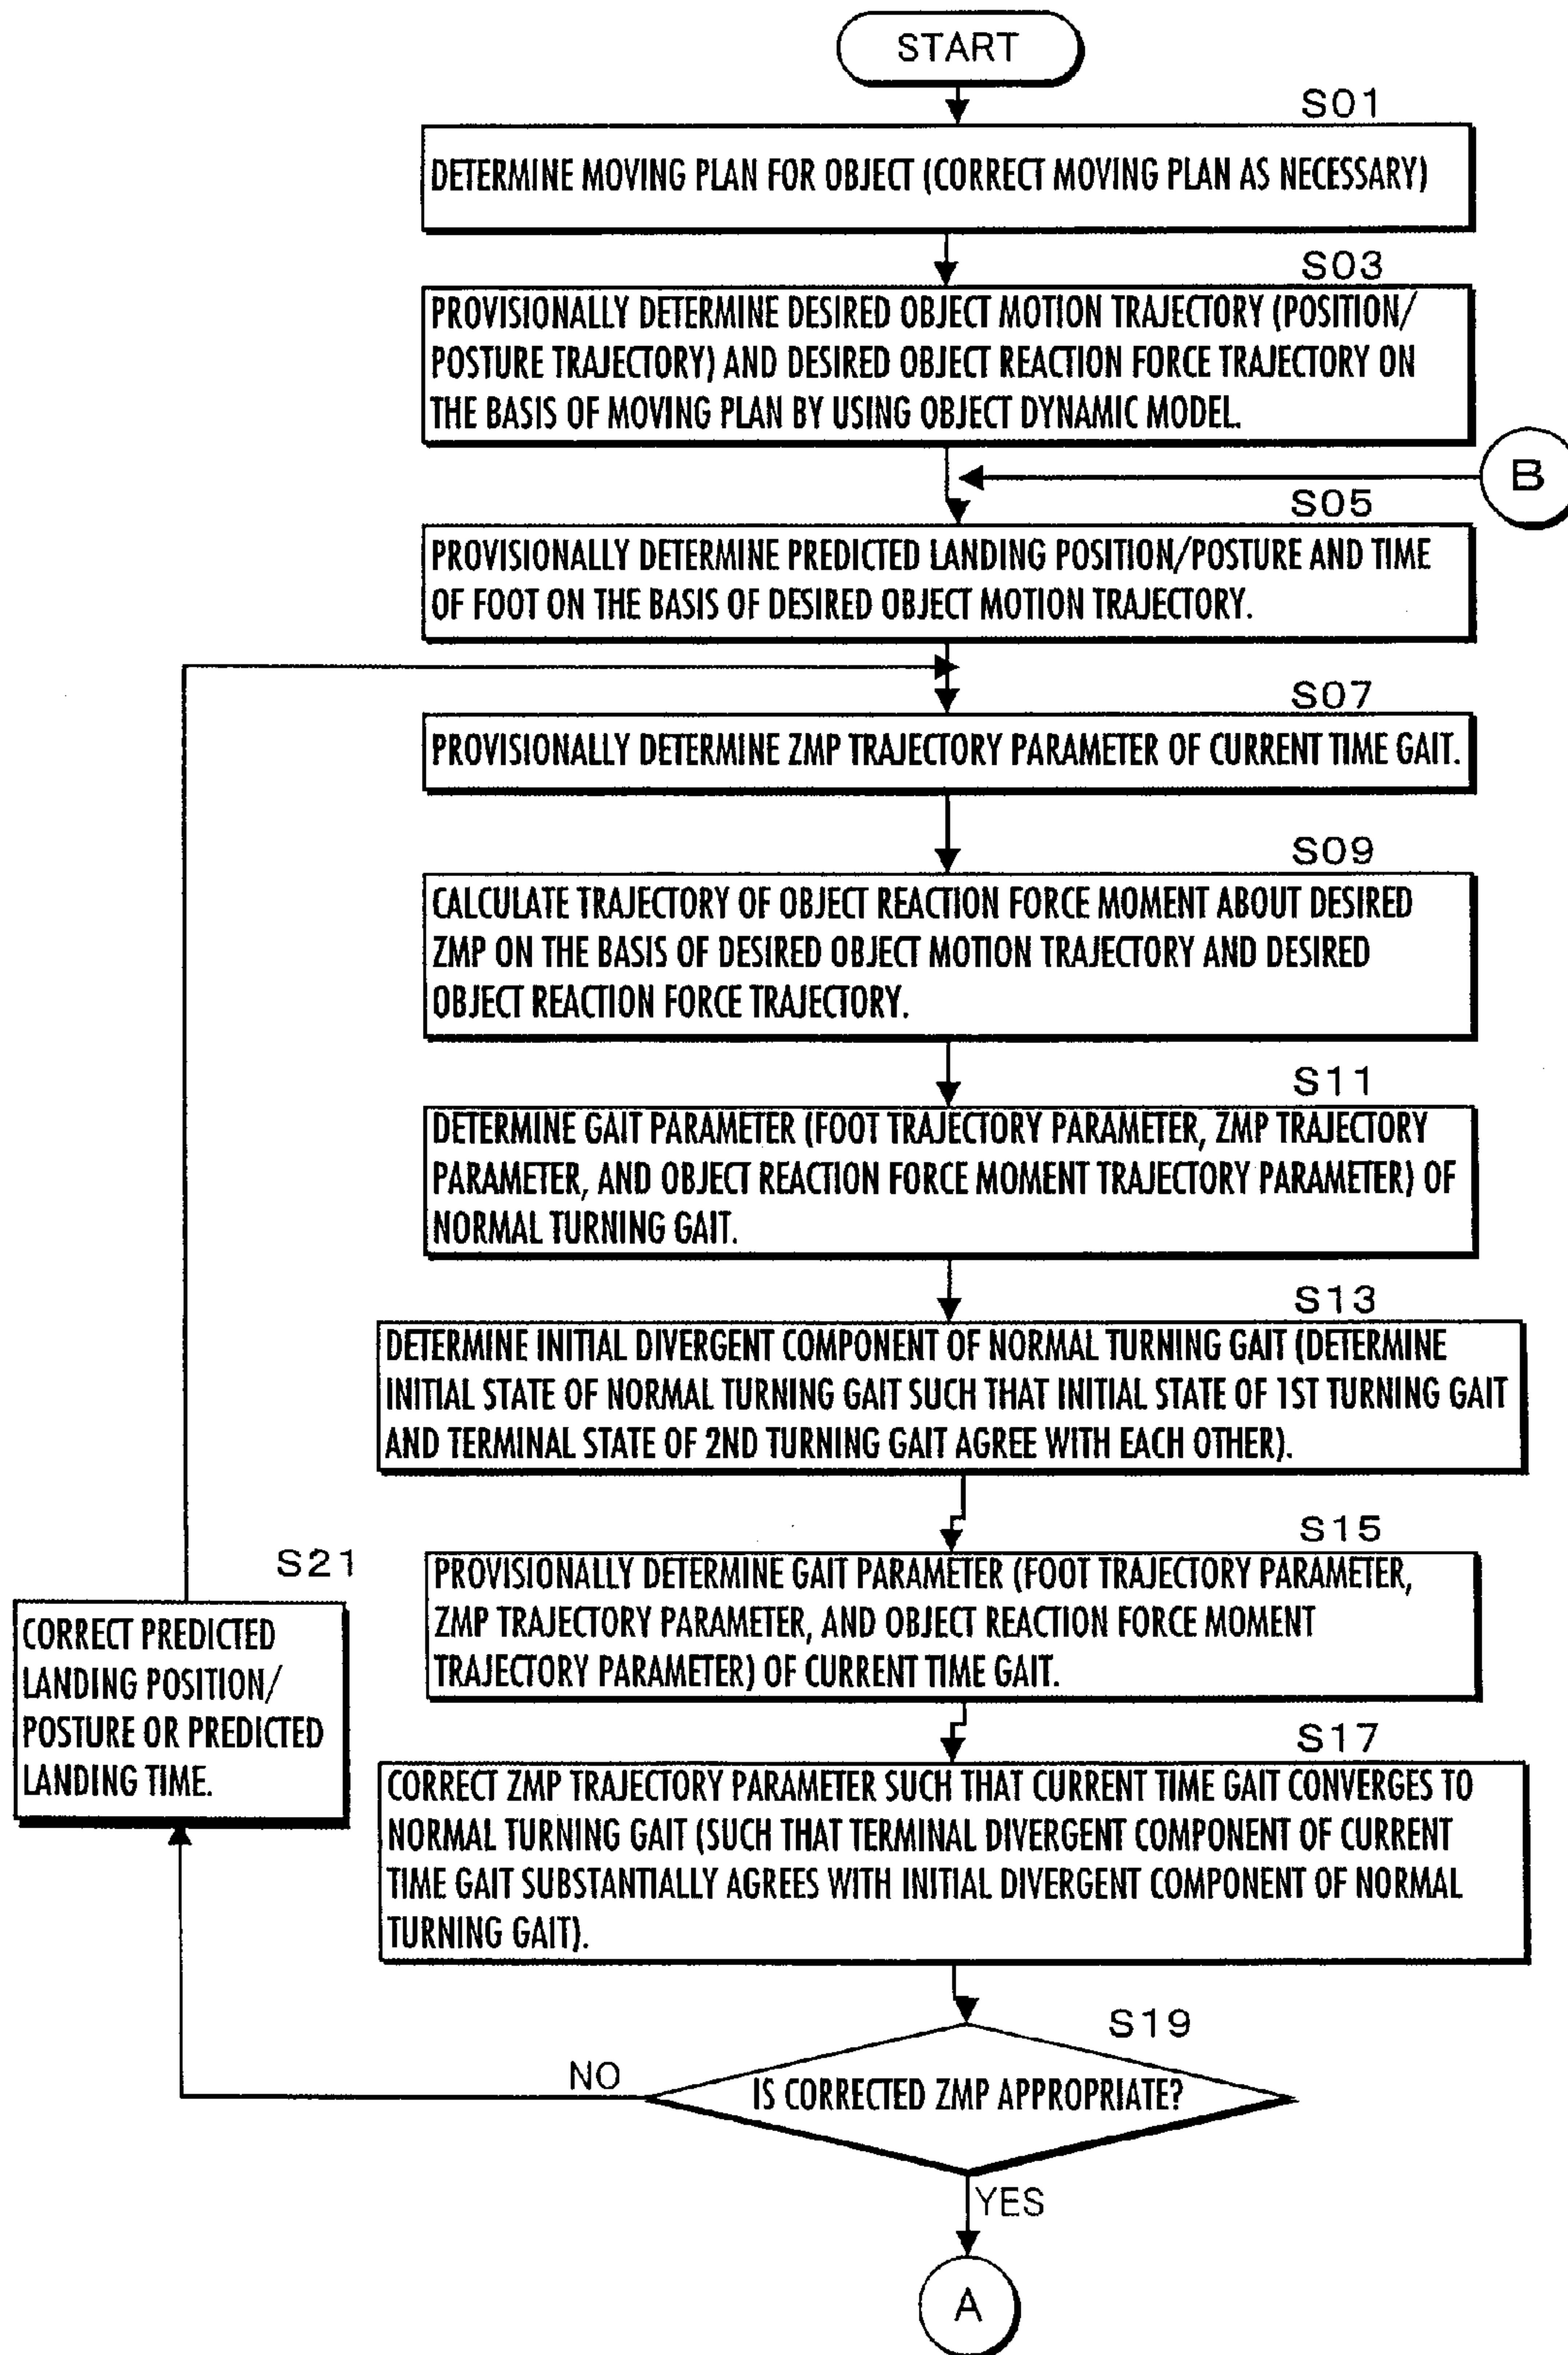 START
S01
DETERMINE MOVING PLAN FOR OBJECT (CORRECT MOVING PLAN AS NECESSARY)
S03
PROVISIONALLY DETERMINE DESIRED OBJECT MOTION TRAJECTORY (POSITION/
POSTURE TRAJECTORY) AND DESIRED OBJECT REACTION FORCE TRAJECTORY ON
THE BASIS OF MOVING PLAN BY USING OBJECT DYNAMIC MODEL.
B
S05
PROVISIONALLY DETERMINE PREDICTED LANDING POSITION/POSTURE AND TIME
OF FOOT ON THE BASIS OF DESIRED OBJECT MOTION TRAJECTORY.
S07
PROVISIONALLY DETERMINE ZMP TRAJECTORY PARAMETER OF CURRENT TIME GAIT.
S09
CALCULATE TRAJECTORY OF OBJECT REACTION FORCE MOMENT ABOUT DESIRED
ZMP ON THE BASIS OF DESIRED OBJECT MOTION TRAJECTORY AND DESIRED
OBJECT REACTION FORCE TRAJECTORY.
S11
DETERMINE GAIT PARAMETER (FOOT TRAJECTORY PARAMETER, ZMP TRAJECTORY
PARAMETER, AND OBJECT REACTION FORCE MOMENT TRAJECTORY PARAMETER) OF
NORMAL TURNING GAIT.
S13
DETERMINE INITIAL DIVERGENT COMPONENT OF NORMAL TURNING GAIT (DETERMINE
INITIAL STATE OF NORMAL TURNING GAIT SUCH THAT INITIAL STATE OF 1ST TURNING GAIT
AND TERMINAL STATE OF 2ND TURNING GAIT AGREE WITH EACH OTHER).
S15
PROVISIONALLY DETERMINE GAIT PARAMETER (FOOT TRAJECTORY PARAMETER,
ZMP TRAJECTORY PARAMETER, AND OBJECT REACTION FORCE MOMENT
TRAJECTORY PARAMETER) OF CURRENT TIME GAIT.
S21
CORRECT PREDICTED
LANDING POSITION/
POSTURE OR PREDICTED
LANDING TIME.
S17
CORRECT ZMP TRAJECTORY PARAMETER SUCH THAT CURRENT TIME GAIT CONVERGES TO
NORMAL TURNING GAIT (SUCH THAT TERMINAL DIVERGENT COMPONENT OF CURRENT
TIME GAIT SUBSTANTIALLY AGREES WITH INITIAL DIVERGENT COMPONENT OF NORMAL
TURNING GAIT).
S19
NO
IS CORRECTED ZMP APPROPRIATE?
YES
A